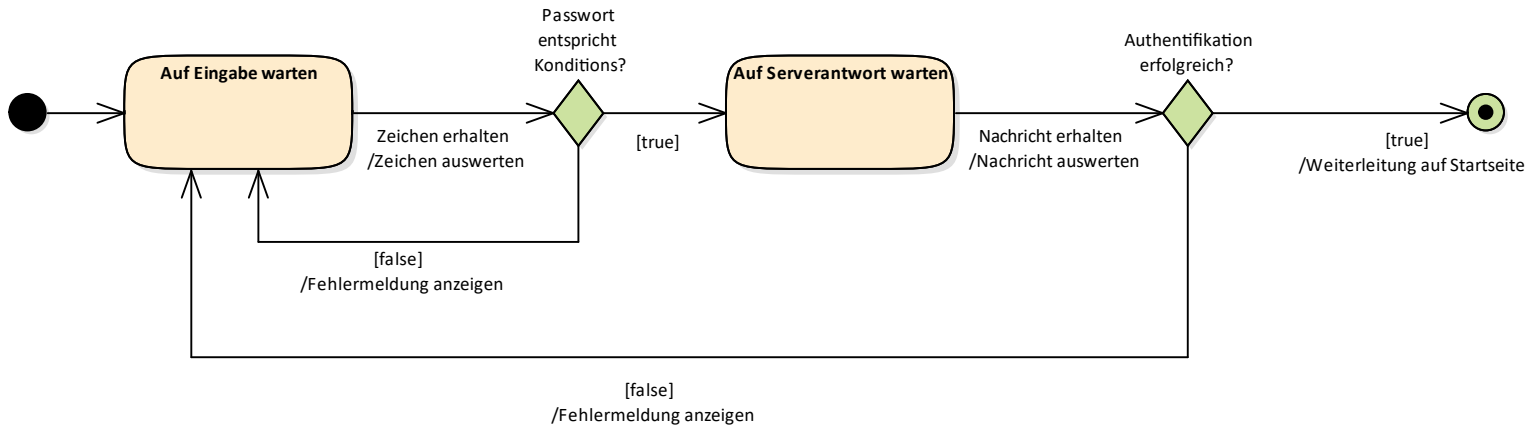 Passwort
entspricht
Konditions?
Authentifikation
erfolgreich?
Auf Eingabe warten
Auf Serverantwort warten
Zeichen erhalten
/Zeichen auswerten
[true]
Nachricht erhalten
/Nachricht auswerten
[true]
/Weiterleitung auf Startseite
[false]
/Fehlermeldung anzeigen
[false]
/Fehlermeldung anzeigen